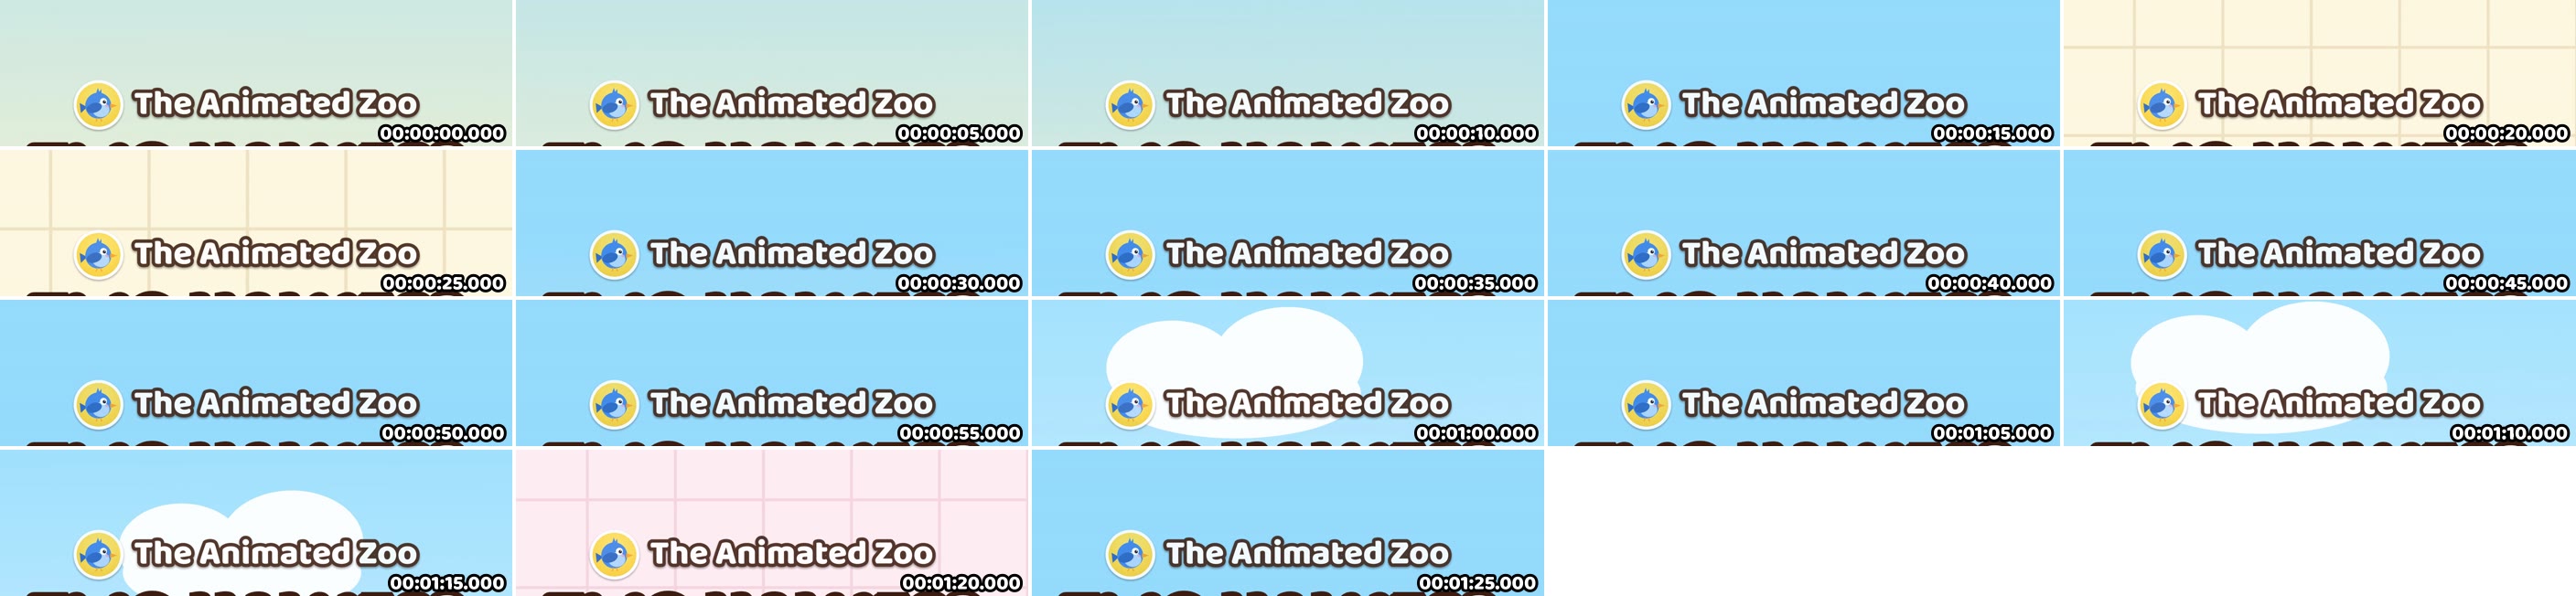 The Animated Zoo
00:00:00.000
The Animated Zoo
00:00:05.000
The Animated Zoo
00:00:10.000
The Animated Zoo
00:00:15.000
The Animated Zoo
00:00:20.000
The Animated Zoo
00:00:25.000
The Animated Zoo
00:00:30.000
The Animated Zoo
00:00:35.000
The Animated Zoo
00:00:40.000
The Animated Zoo
00:00:45.000
The Animated Zoo
00:00:50.000
The Animated Zoo
00:00:55.000
The Animated Zoo
00:01:00.000
The Animated Zoo
00:01:05.000
The Animated Zoo
00:01:10.000
The Animated Zoo
00:01:15.000
The Animated Zoo
00:01:20.000
The Animated Zoo
00:01:25.000